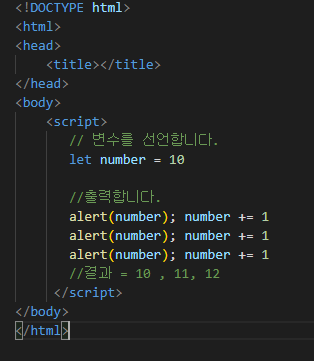 <!DOCTYPE html>
<html>
<head>
<title></title>
</head>
<body>
<script>
// 변수를 선언합니다.
let number = 10
//출력합니다.
alert(number); number += 1
alert(number); number += 1
alert(number); number += 1
//결과 = 10 , 11, 12
</script>
</body>
</html>